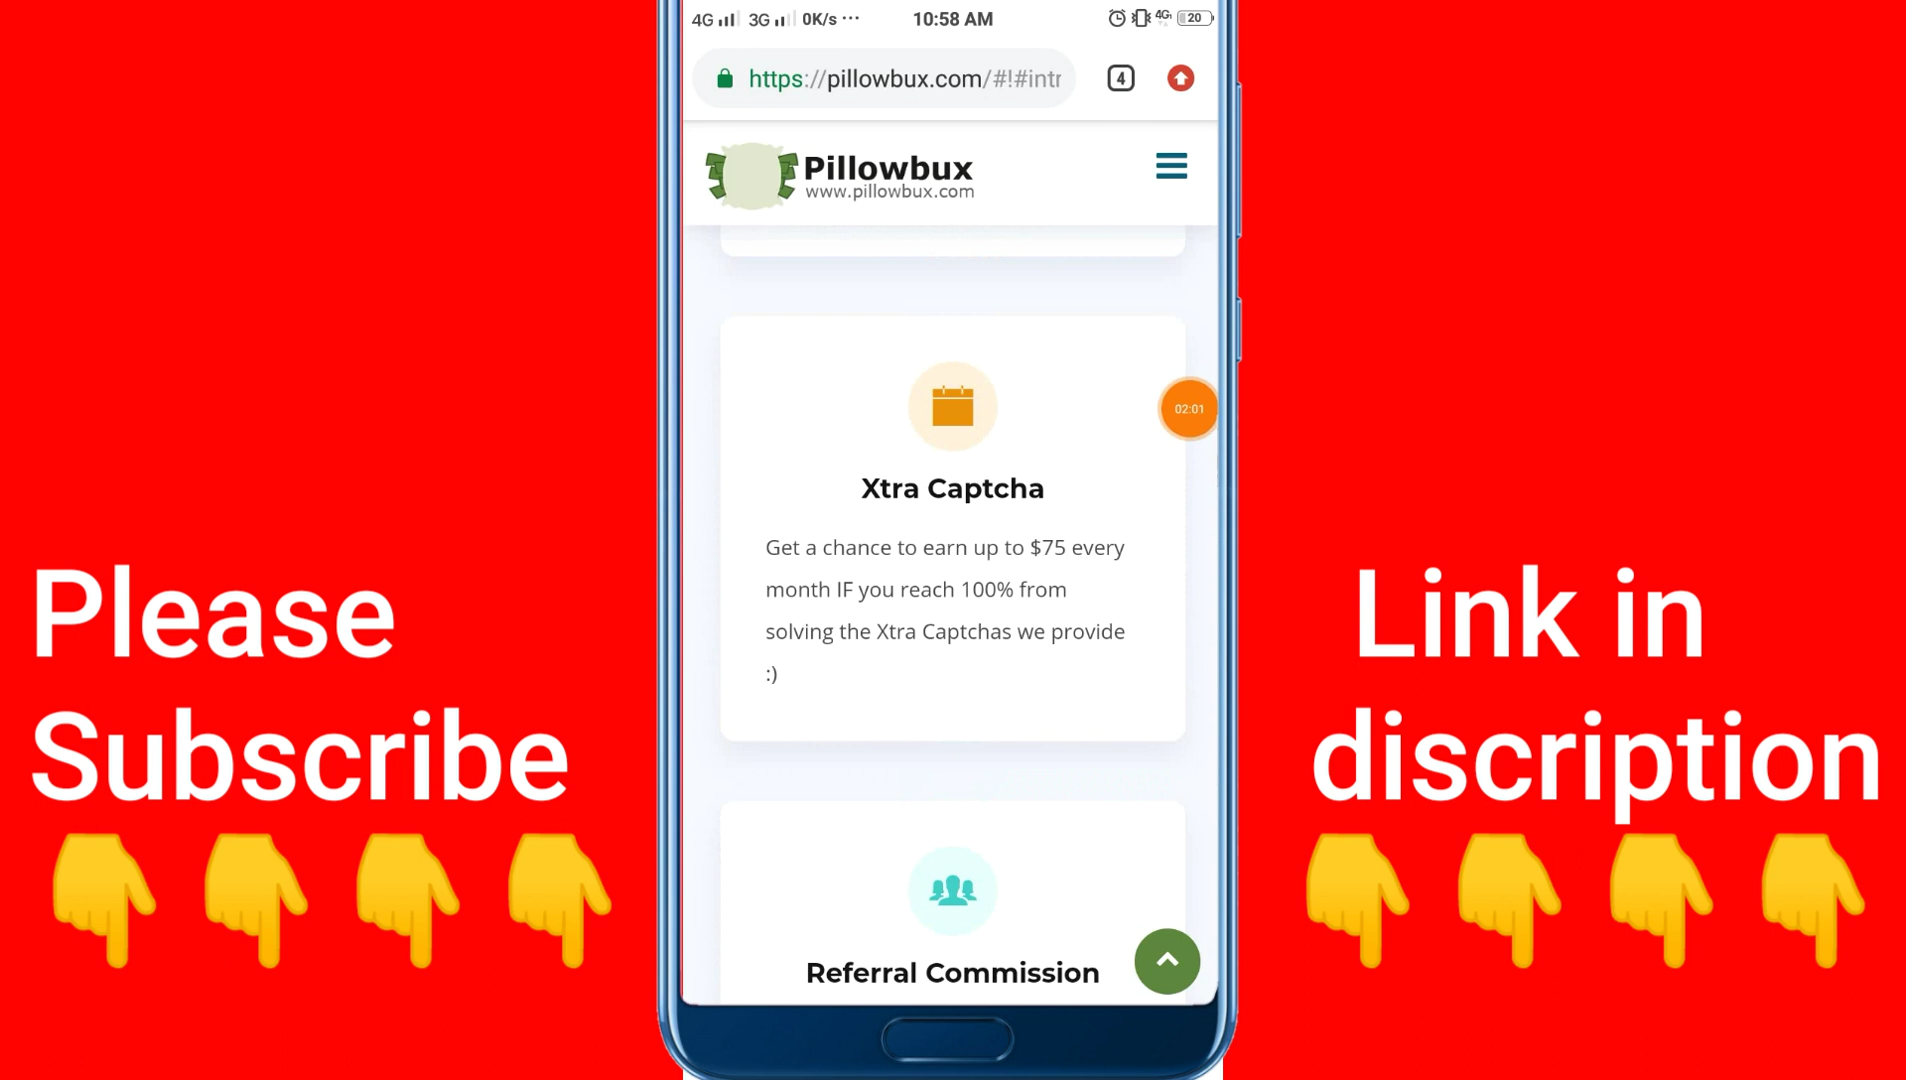 4G 3G 0K/s ··· 10:58 AM 4G 20
https://pillowbux.com/#!#intr 4
Pillowbux
www.pillowbux.com
02:01
Xtra Captcha
Get a chance to earn up to $75 every
month IF you reach 100% from
solving the Xtra Captchas we provide
:)
Referral Commission
Please
Subscribe
Link in
discription